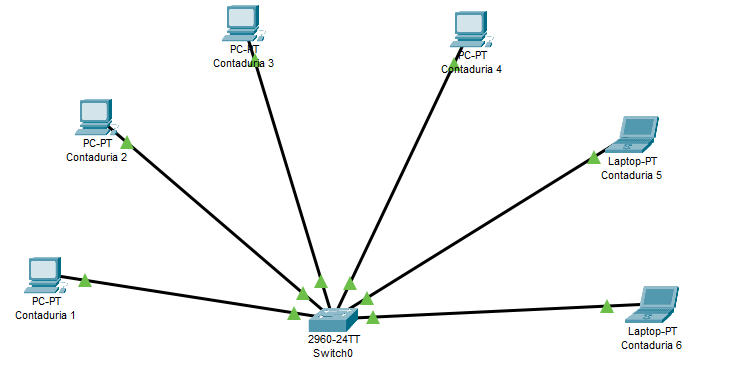 PC-PT
Contaduria 3
PC-PT
Contaduria 4
PC-PT
Contaduria 2
Laptop-PT
Contaduria 5
PC-PT
Contaduria 1
2960-24TT
Switch0
Laptop-PT
Contaduria 6